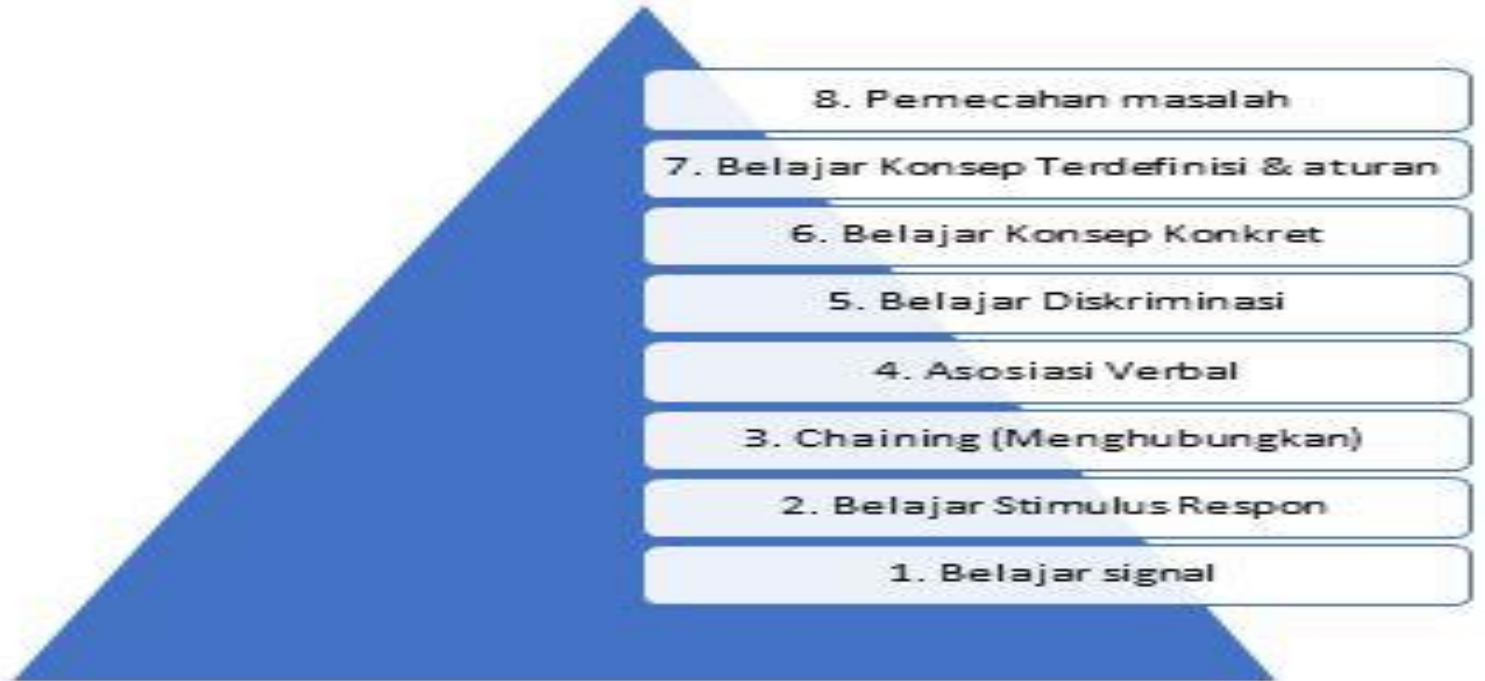 8. Pemecahan masalah
7. Belajar Konsep Terdefinisi & aturan
6. Belajar Konsep Konkret
5. Belajar Diskriminasi
4. Asosiasi Verbal
3. Chaining (Menghubungkan)
2. Belajar Stimulus Respon
1. Belajar signal